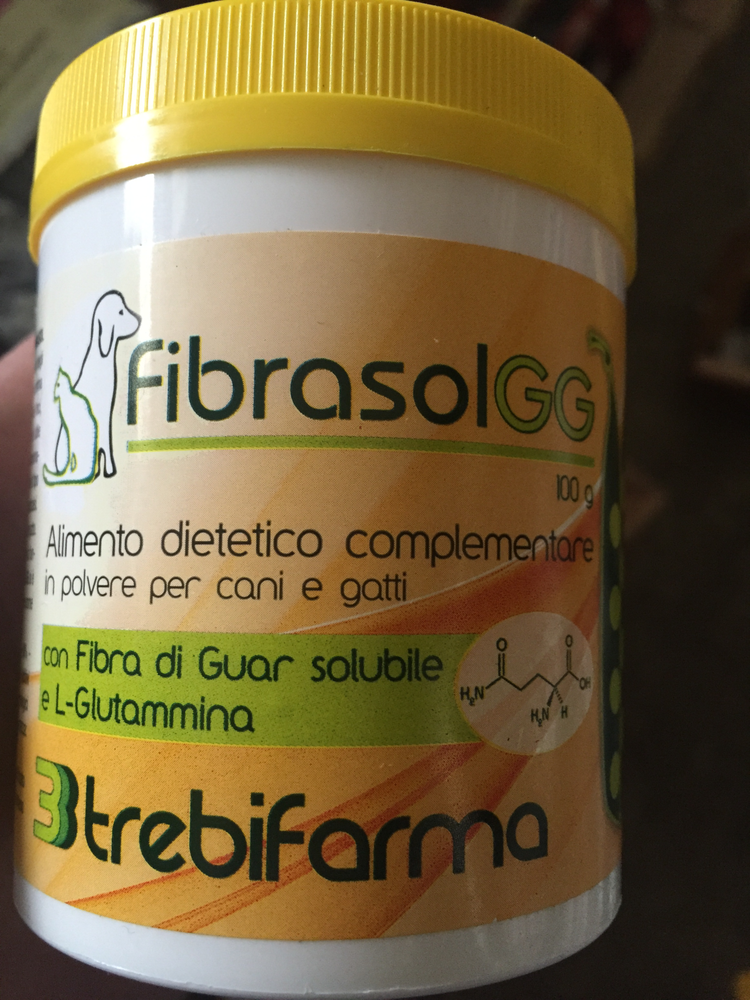 FibrasolGG
100 g
Alimento dietetico complementare
in polvere per cani e gatti
con Fibra di Guar solubile
e L-Glutammina
O
O
H₂N
OH
H₂N H
3B trebifarma